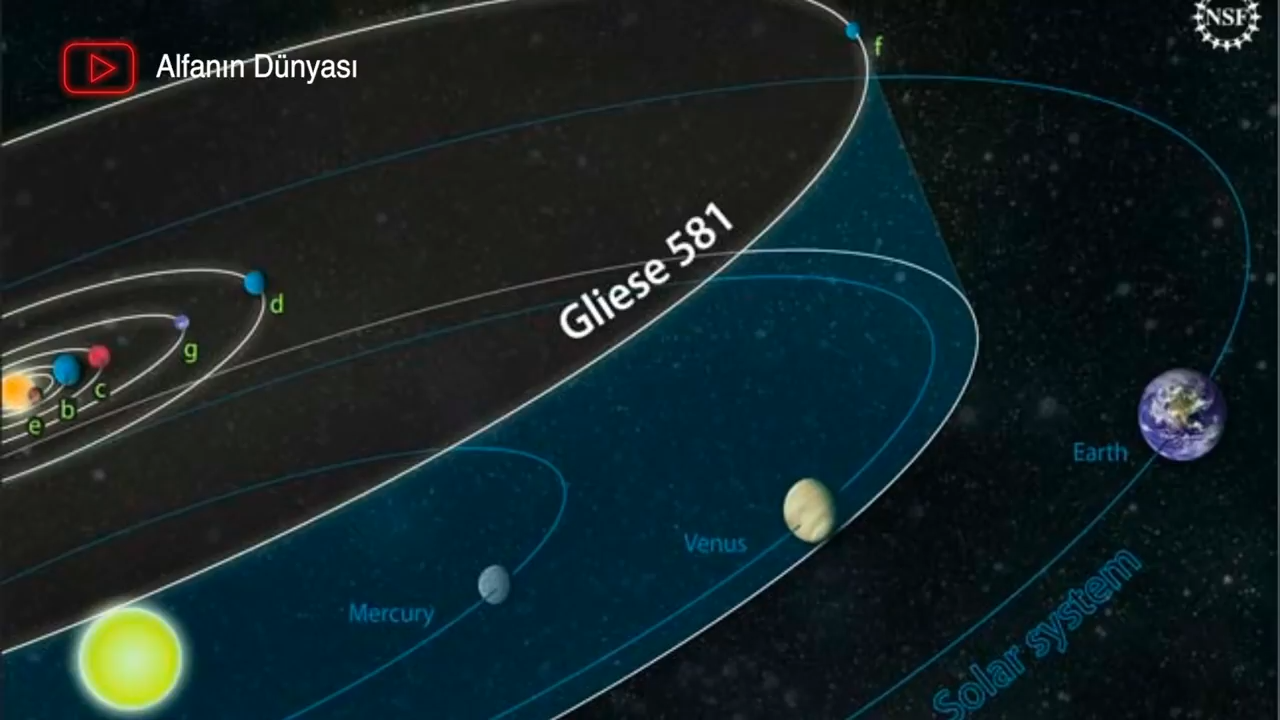 NSF
Alfanın Dünyası
f
Gliese 581
d
g
c
b
e
Earth
Venus
Mercury
Solar system